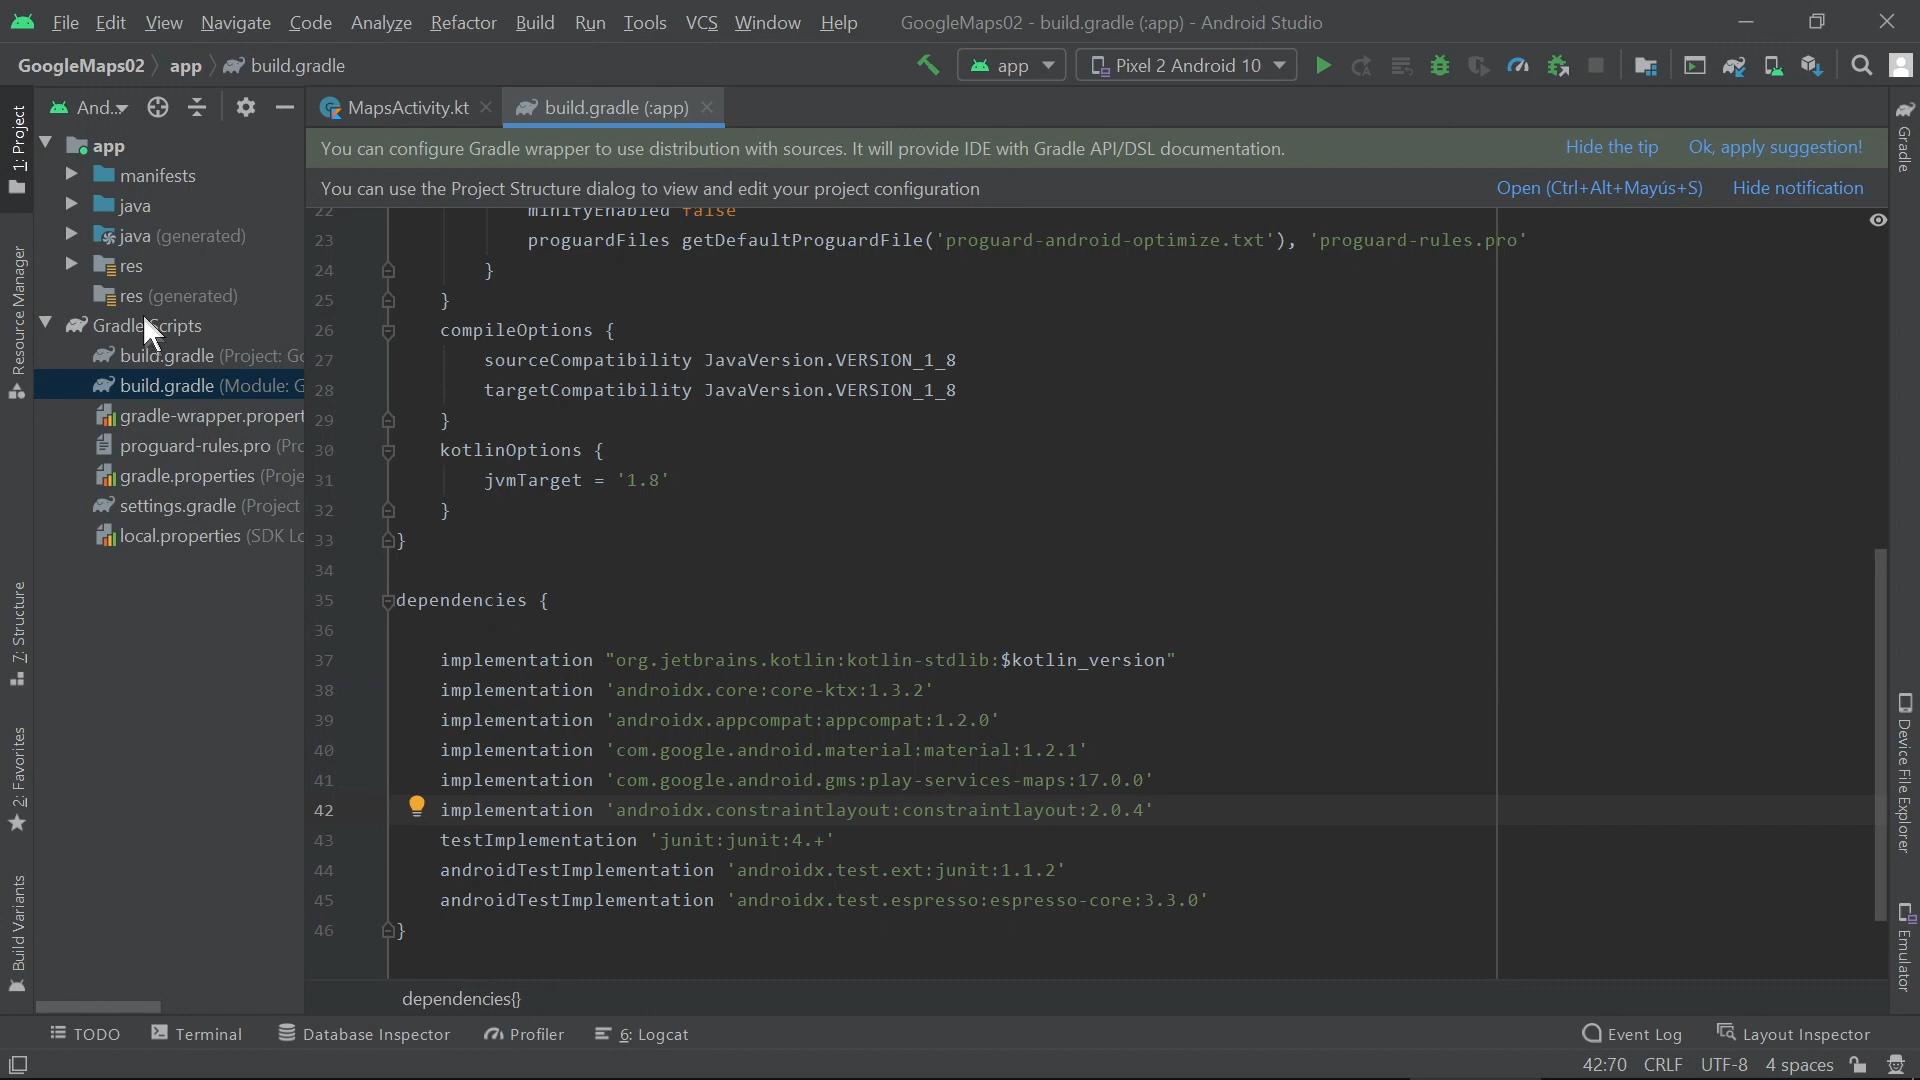 File Edit View Navigate Code Analyze Refactor Build Run Tools VCS Window Help GoogleMaps02 - build.gradle (:app) - Android Studio
GoogleMaps02 app build.gradle app Pixel 2 Android 10
And... MapsActivity.kt build.gradle (:app)
1: Project
Resource Manager
7: Structure
2: Favorites
Build Variants
app
manifests
java
java (generated)
res
res (generated)
Gradle Scripts
build.gradle (Project: Go
build.gradle (Module: G
gradle-wrapper.propert
proguard-rules.pro (Pro
gradle.properties (Proje
settings.gradle (Project
local.properties (SDK Lo
You can configure Gradle wrapper to use distribution with sources. It will provide IDE with Gradle API/DSL documentation. Hide the tip Ok, apply suggestion!
You can use the Project Structure dialog to view and edit your project configuration Open (Ctrl+Alt+Mayús+S) Hide notification
22 minifyEnabled false
23 proguardFiles getDefaultProguardFile('proguard-android-optimize.txt'), 'proguard-rules.pro'
24 }
25 }
26 compileOptions {
27 sourceCompatibility JavaVersion.VERSION_1_8
28 targetCompatibility JavaVersion.VERSION_1_8
29 }
30 kotlinOptions {
31 jvmTarget = '1.8'
32 }
33 }
34
35 dependencies {
36
37 implementation "org.jetbrains.kotlin:kotlin-stdlib:$kotlin_version"
38 implementation 'androidx.core:core-ktx:1.3.2'
39 implementation 'androidx.appcompat:appcompat:1.2.0'
40 implementation 'com.google.android.material:material:1.2.1'
41 implementation 'com.google.android.gms:play-services-maps:17.0.0'
42 implementation 'androidx.constraintlayout:constraintlayout:2.0.4'
43 testImplementation 'junit:junit:4.+'
44 androidTestImplementation 'androidx.test.ext:junit:1.1.2'
45 androidTestImplementation 'androidx.test.espresso:espresso-core:3.3.0'
46 }
dependencies{}
Gradle
Device File Explorer
Emulator
TODO Terminal Database Inspector Profiler 6: Logcat Event Log Layout Inspector
42:70 CRLF UTF-8 4 spaces